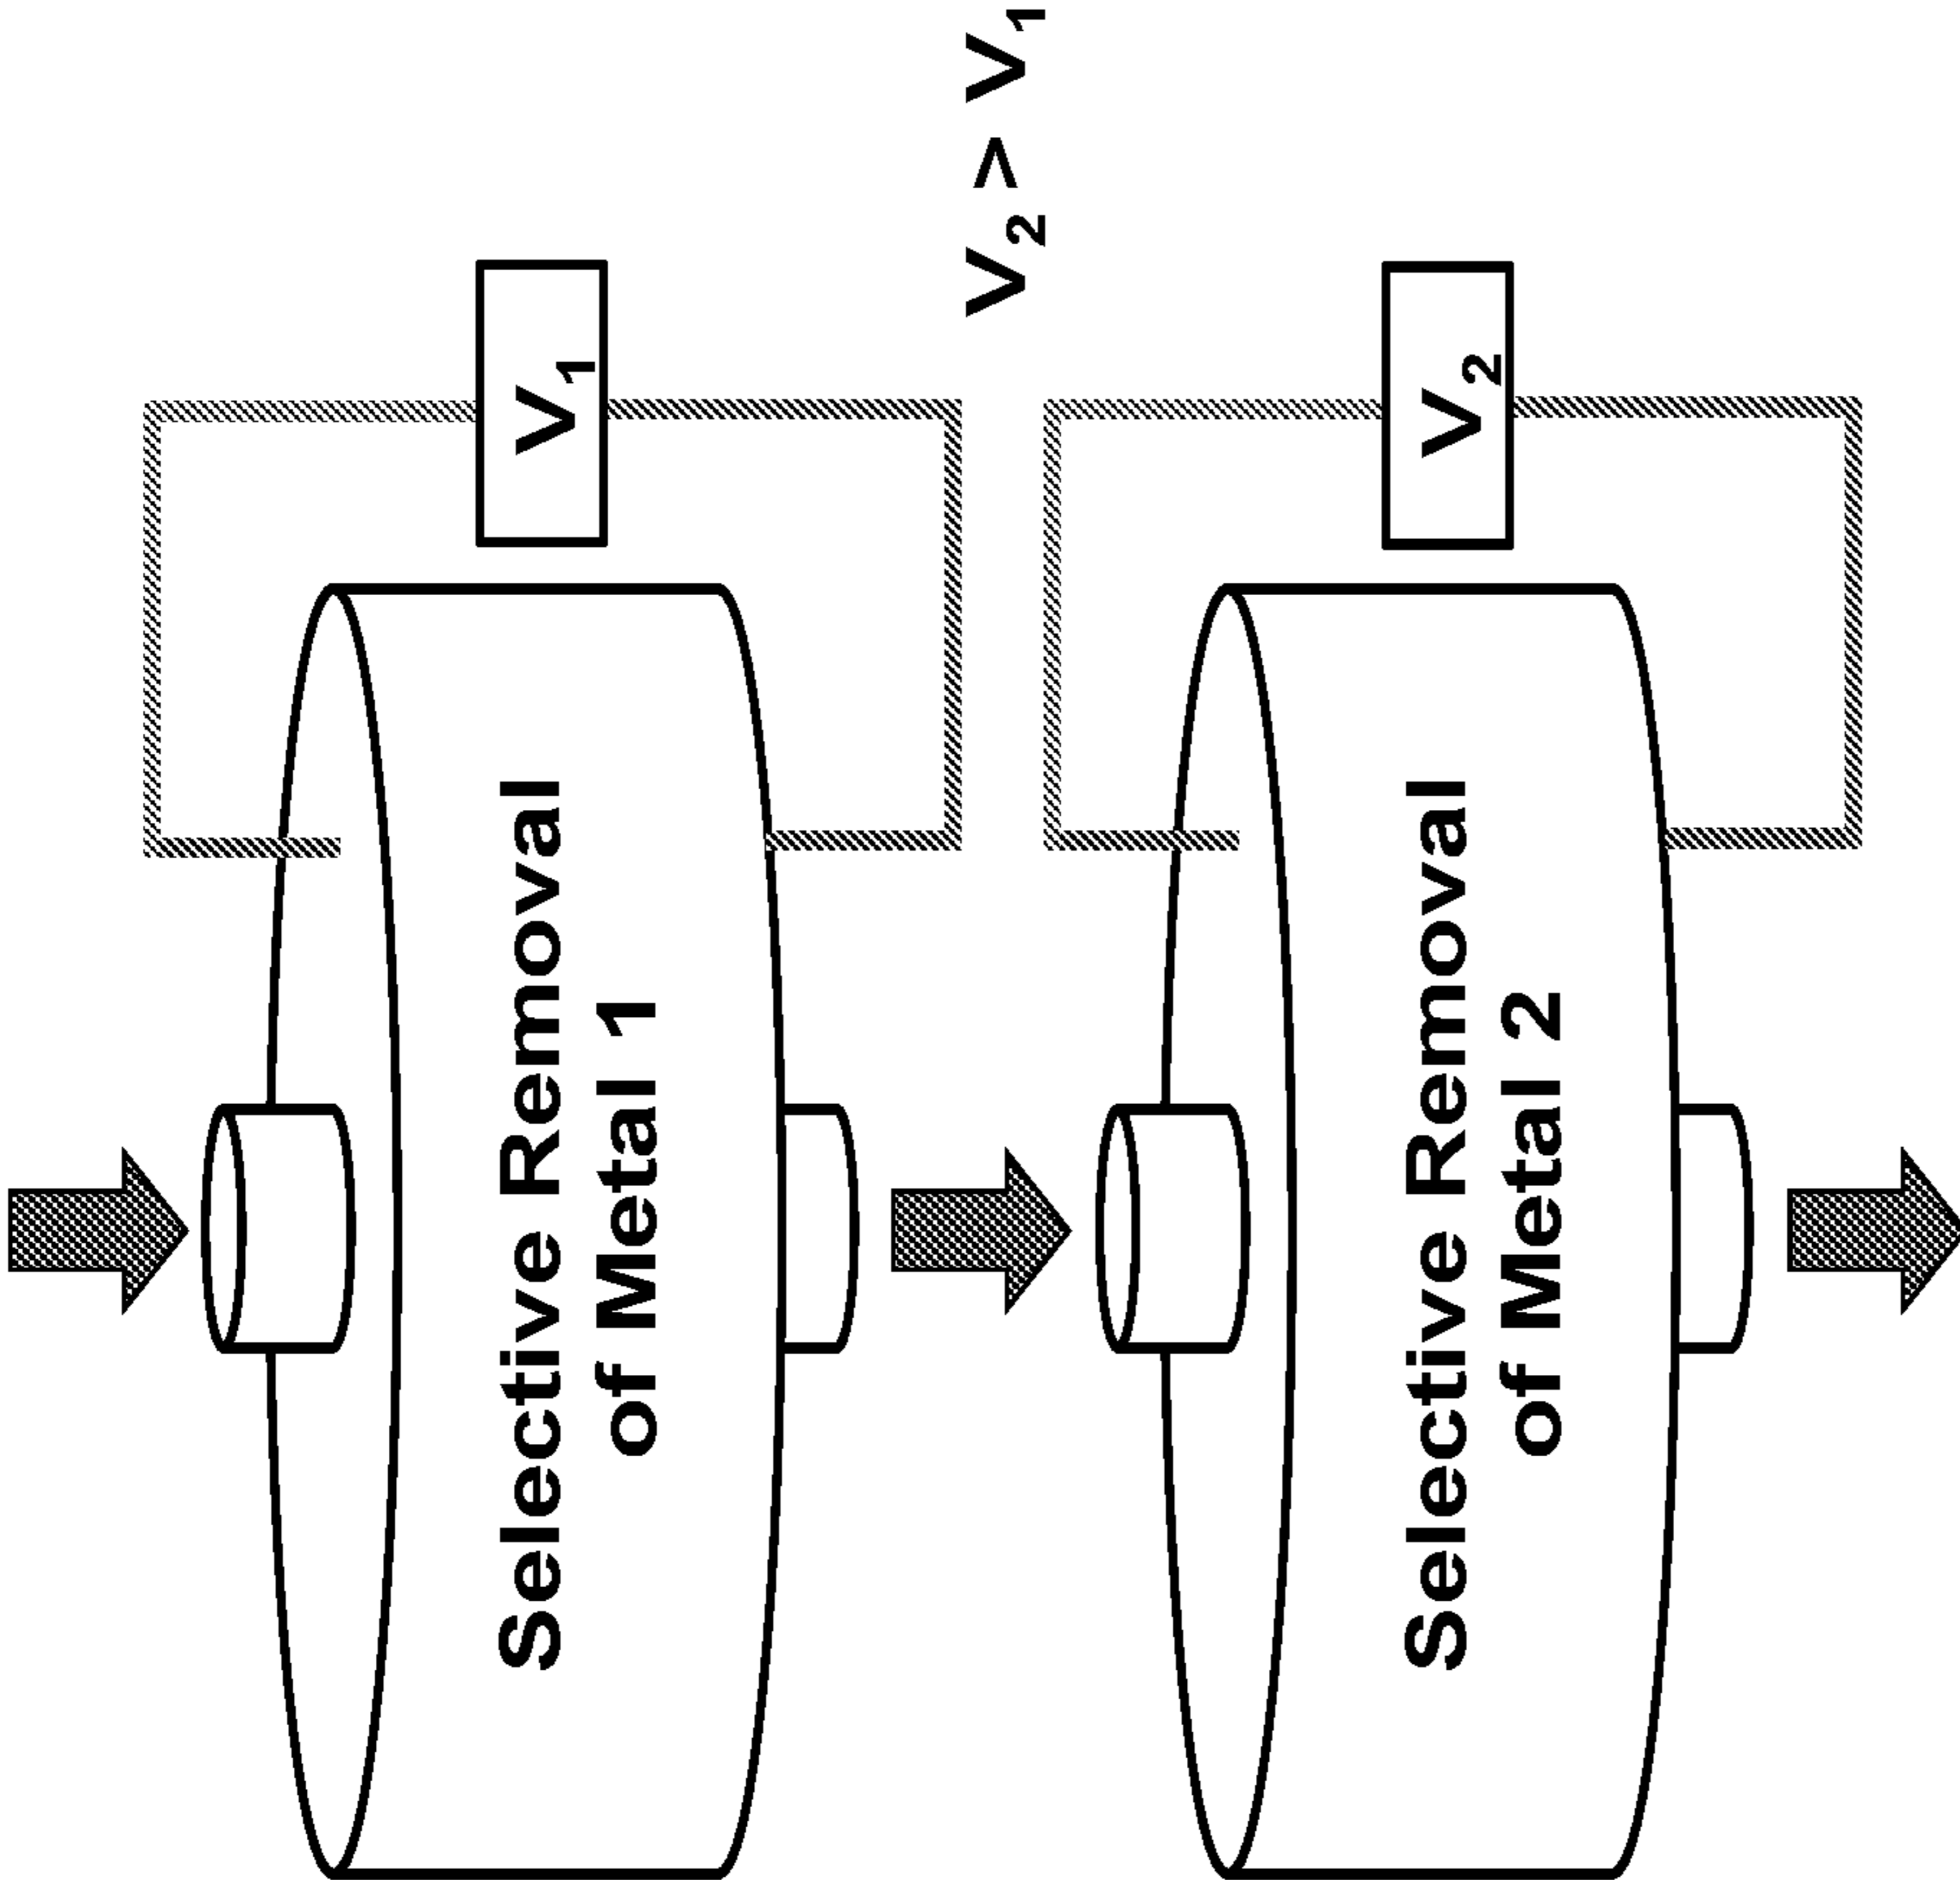 Selective Removal
of Metal 1
V₁
V₂ > V₁
Selective Removal
of Metal 2
V₂